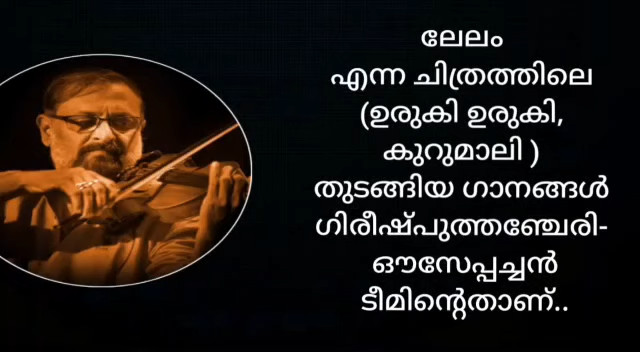 ലേലം
എന്ന ചിത്രത്തിലെ
(ഉരുകി ഉരുകി,
കുറുമാലി )
തുടങ്ങിയ ഗാനങ്ങൾ
ഗിരീഷ്പുത്തഞ്ചേരി-
ഔസേപ്പച്ചൻ
ടീമിന്റെതാണ്..